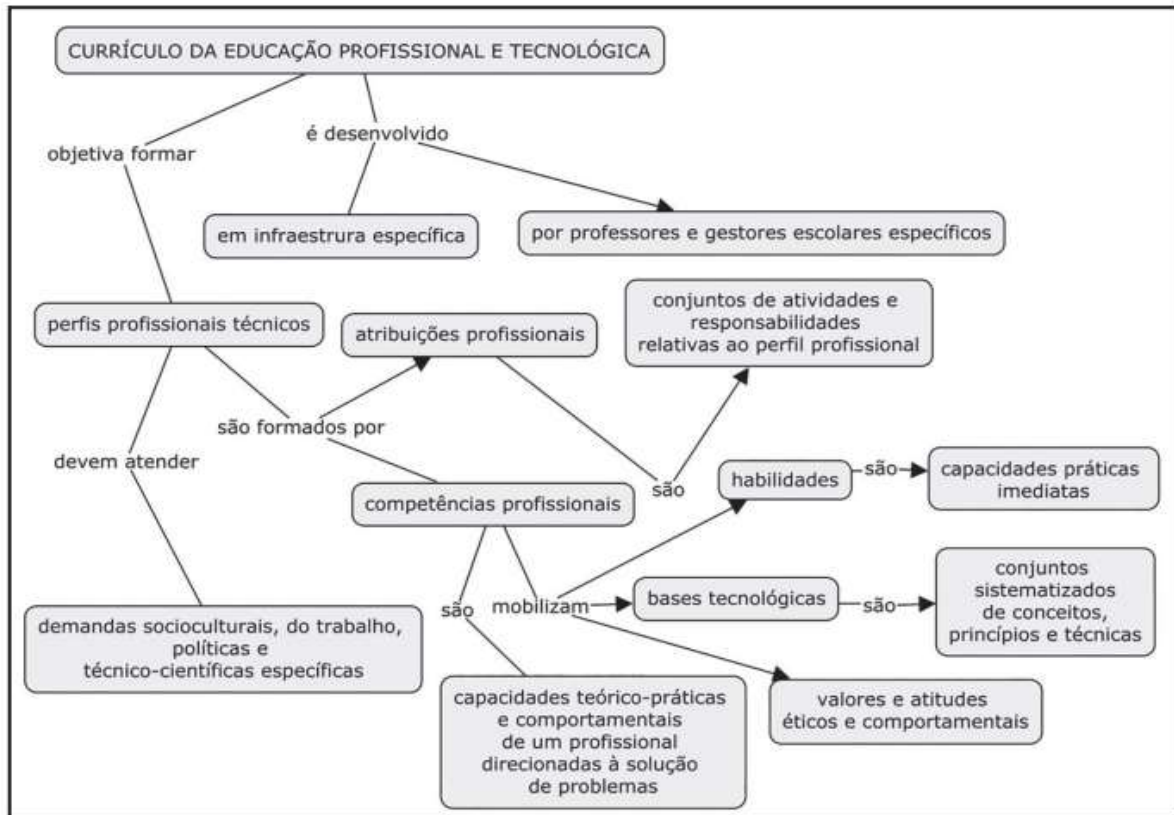 CURRÍCULO DA EDUCAÇÃO PROFISSIONAL E TECNOLÓGICA
objetiva formar
é desenvolvido
em infraestrura específica
por professores e gestores escolares específicos
perfis profissionais técnicos
atribuições profissionais
conjuntos de atividades e
responsabilidades
relativas ao perfil profissional
são formados por
devem atender
são
competências profissionais
habilidades
são
capacidades práticas
imediatas
são
mobilizam
bases tecnológicas
são
conjuntos
sistematizados
de conceitos,
princípios e técnicas
demandas socioculturais, do trabalho,
políticas e
técnico-científicas específicas
capacidades teórico-práticas
e comportamentais
de um profissional
direcionadas à solução
de problemas
valores e atitudes
éticos e comportamentais